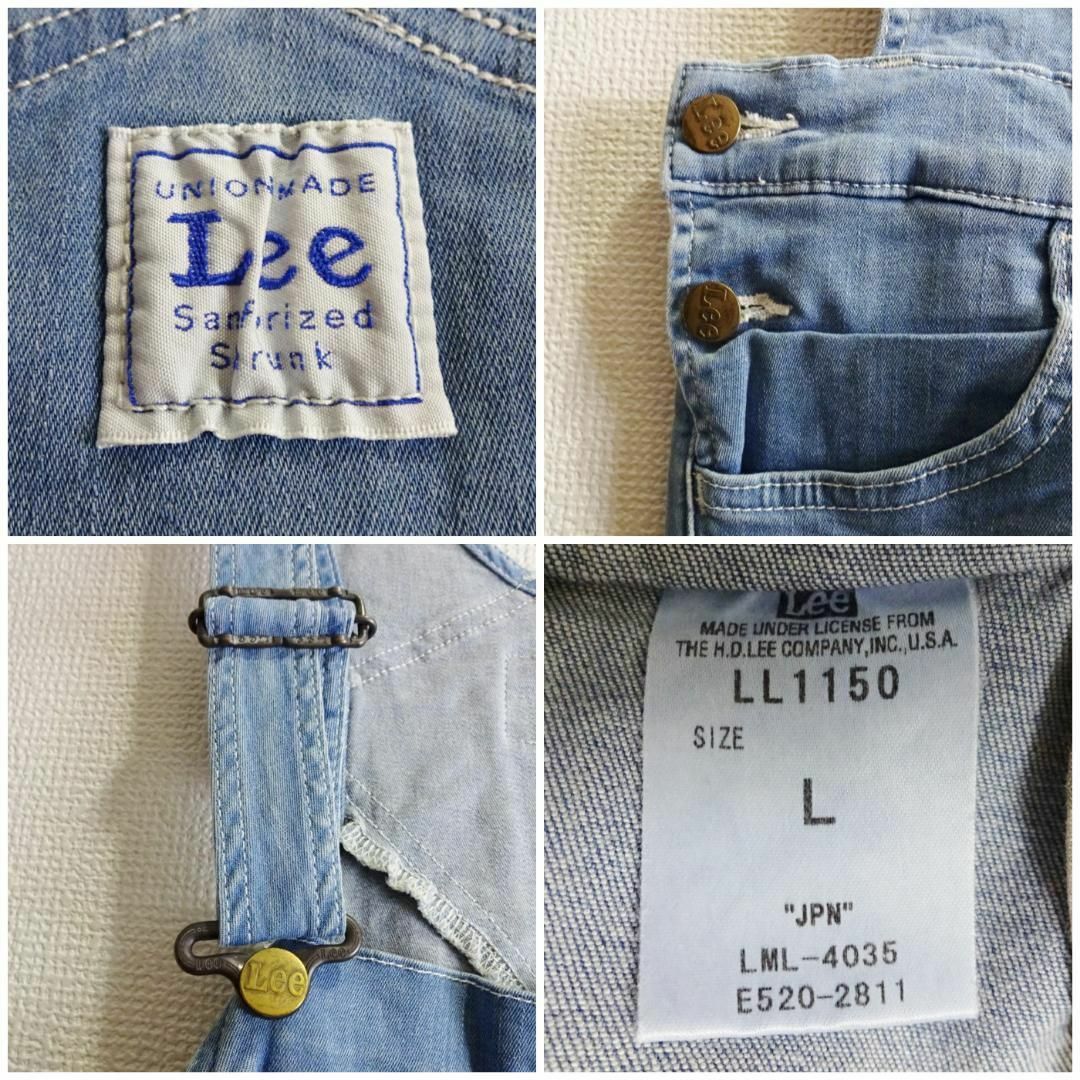 UNIONMADE
Lee
Sanforized
Shrunk
Lee
Lee
Lee
Lee
MADE UNDER LICENSE FROM
THE H.D.LEE COMPANY,INC.,U.S.A.
LL1150
SIZE
L
"JPN"
LML-4035
E520-2811